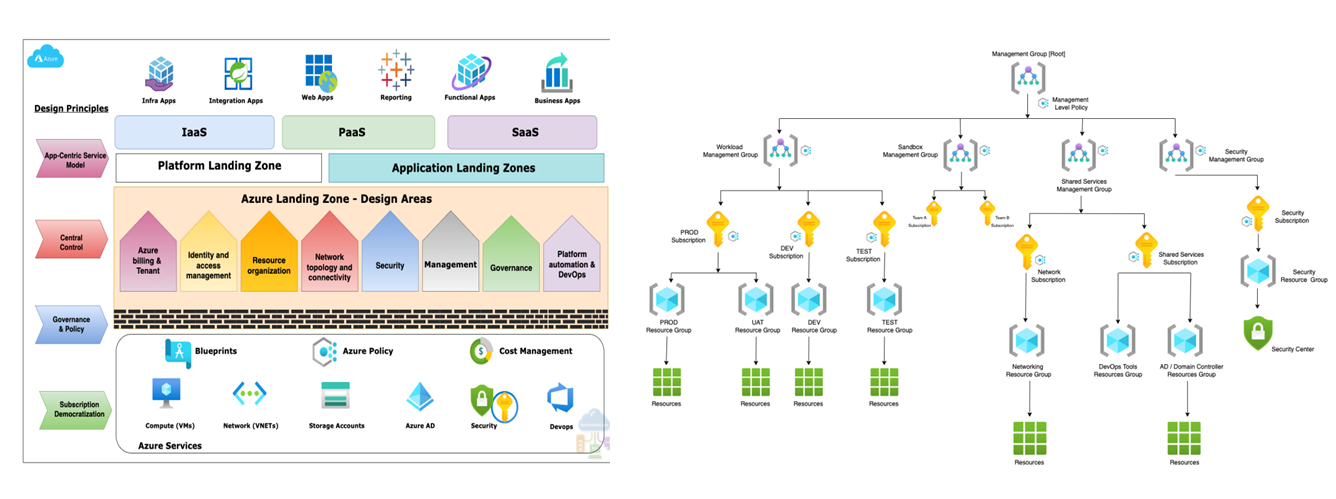 Azure
Design Principles
Infra Apps
Integration Apps
Web Apps
Reporting
Functional Apps
Business Apps
App-Centric Service
Model
IaaS
PaaS
SaaS
Platform Landing Zone
Application Landing Zones
Azure Landing Zone - Design Areas
Central
Control
Azure
billing &
Tenant
Identity and
access
management
Resource
organization
Network
topology and
connectivity
Security
Management
Governance
Platform
automation &
DevOps
Governance
& Policy
Blueprints
Azure Policy
Cost Management
Subscription
Democratization
Compute (VMs)
Network (VNETs)
Storage Accounts
Azure AD
Security
Devops
Azure Services
Management Group [Root]
Management
Level Policy
Workload
Management Group
Sandbox
Management Group
Shared Services
Management Group
Security
Management Group
PROD
Subscription
DEV
Subscription
TEST
Subscription
Team A
Subscription
Team B
Subscription
Network
Subscription
Shared Services
Subscription
Security
Subscription
Security
Resource Group
PROD
Resource Group
UAT
Resource Group
DEV
Resource Group
TEST
Resource Group
Networking
Resource Group
DevOps Tools
Resources Group
AD / Domain Controller
Resources Group
Security Center
Resources
Resources
Resources
Resources
Resources
Resources